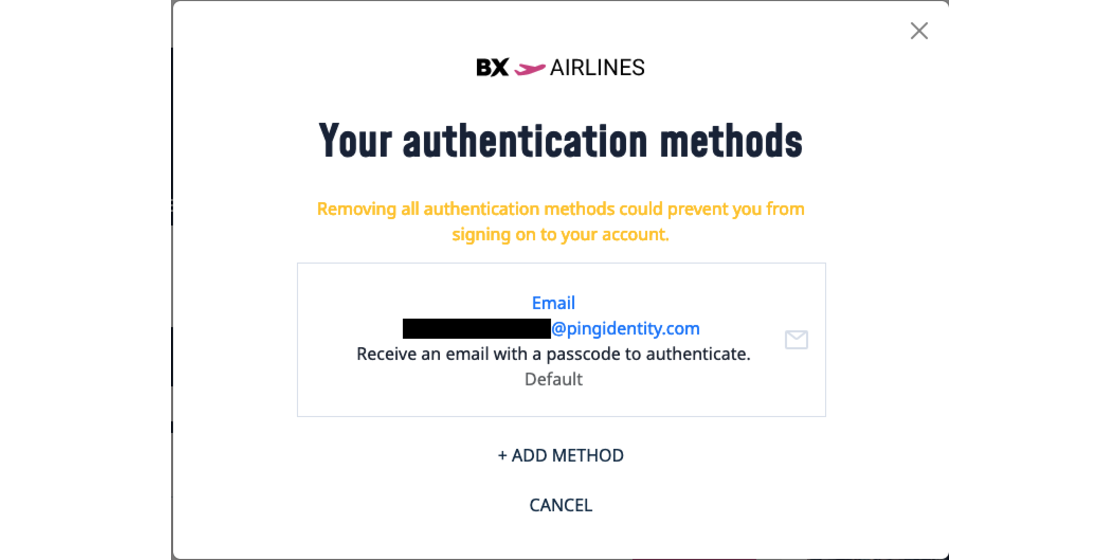 BX AIRLINES
Your authentication methods
Removing all authentication methods could prevent you from
signing on to your account.
Email
@pingidentity.com
Receive an email with a passcode to authenticate.
Default
+ ADD METHOD
CANCEL